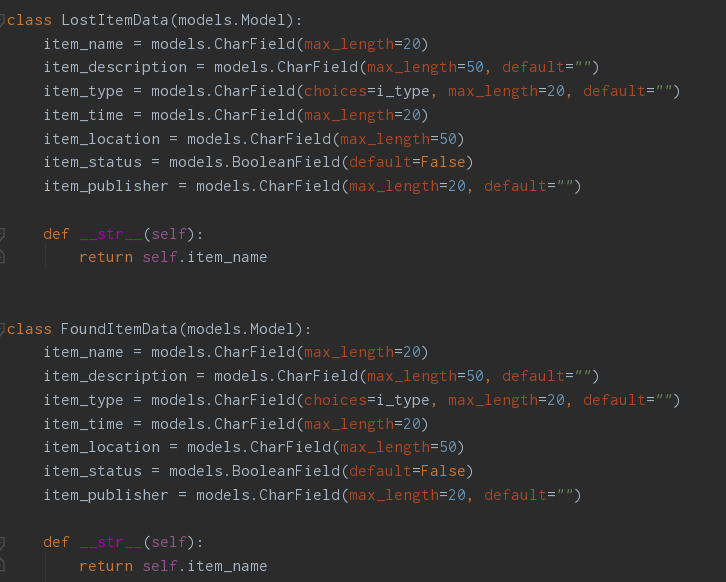 class LostItemData(models.Model):
    item_name = models.CharField(max_length=20)
    item_description = models.CharField(max_length=50, default="")
    item_type = models.CharField(choices=i_type, max_length=20, default="")
    item_time = models.CharField(max_length=20)
    item_location = models.CharField(max_length=50)
    item_status = models.BooleanField(default=False)
    item_publisher = models.CharField(max_length=20, default="")
    def __str__(self):
        return self.item_name
class FoundItemData(models.Model):
    item_name = models.CharField(max_length=20)
    item_description = models.CharField(max_length=50, default="")
    item_type = models.CharField(choices=i_type, max_length=20, default="")
    item_time = models.CharField(max_length=20)
    item_location = models.CharField(max_length=50)
    item_status = models.BooleanField(default=False)
    item_publisher = models.CharField(max_length=20, default="")
    def __str__(self):
        return self.item_name